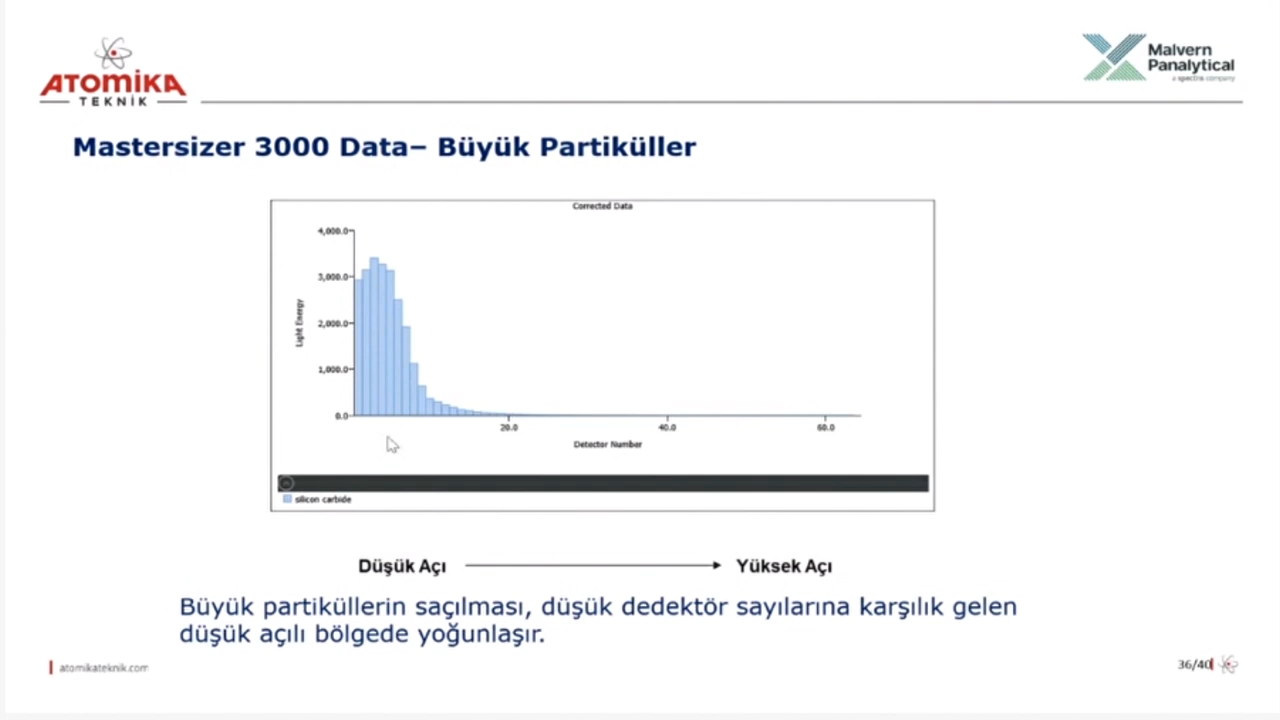 ATOMİKA
TEKNİK
Malvern
Panalytical
a spectris company
Mastersizer 3000 Data– Büyük Partiküller
Corrected Data
4,000.0
3,000.0
2,000.0
1,000.0
0.0
Light Energy
20.0
40.0
60.0
Detector Number
silicon carbide
Düşük Açı
Yüksek Açı
Büyük partiküllerin saçılması, düşük dedektör sayılarına karşılık gelen
düşük açılı bölgede yoğunlaşır.
atomikateknik.com
36/40